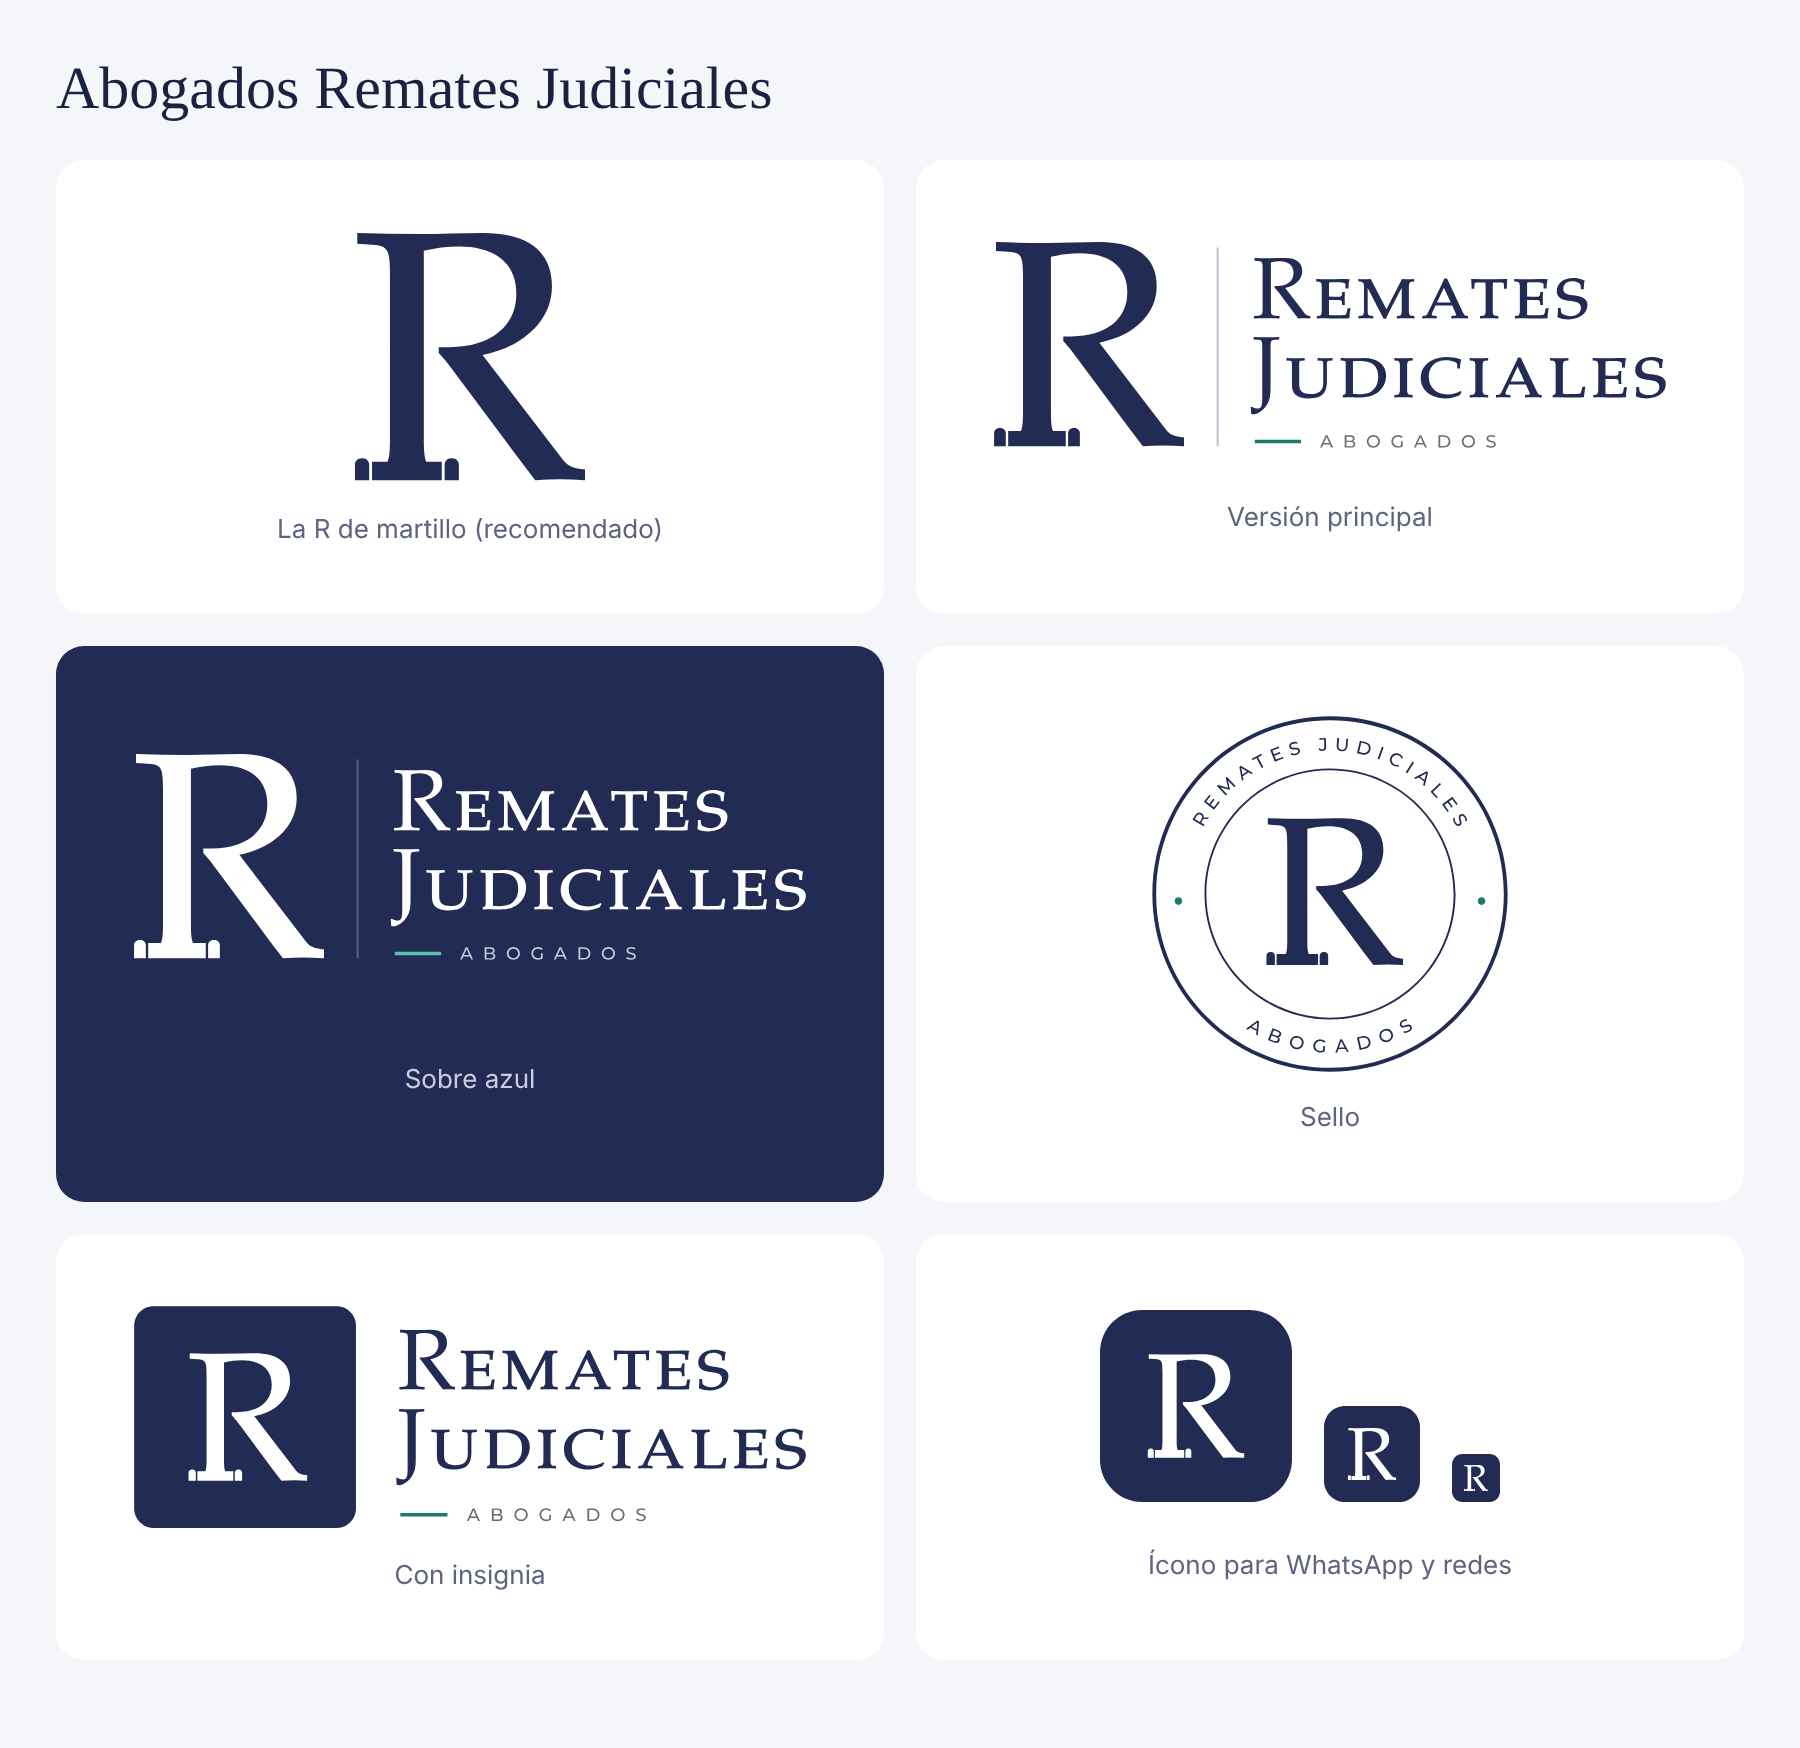 Abogados Remates Judiciales
R
La R de martillo (recomendado)
R
REMATES
JUDICIALES
ABOGADOS
Versión principal
R
REMATES
JUDICIALES
ABOGADOS
Sobre azul
REMATES JUDICIALES
R
ABOGADOS
Sello
R
REMATES
JUDICIALES
ABOGADOS
Con insignia
R
R
R
Ícono para WhatsApp y redes